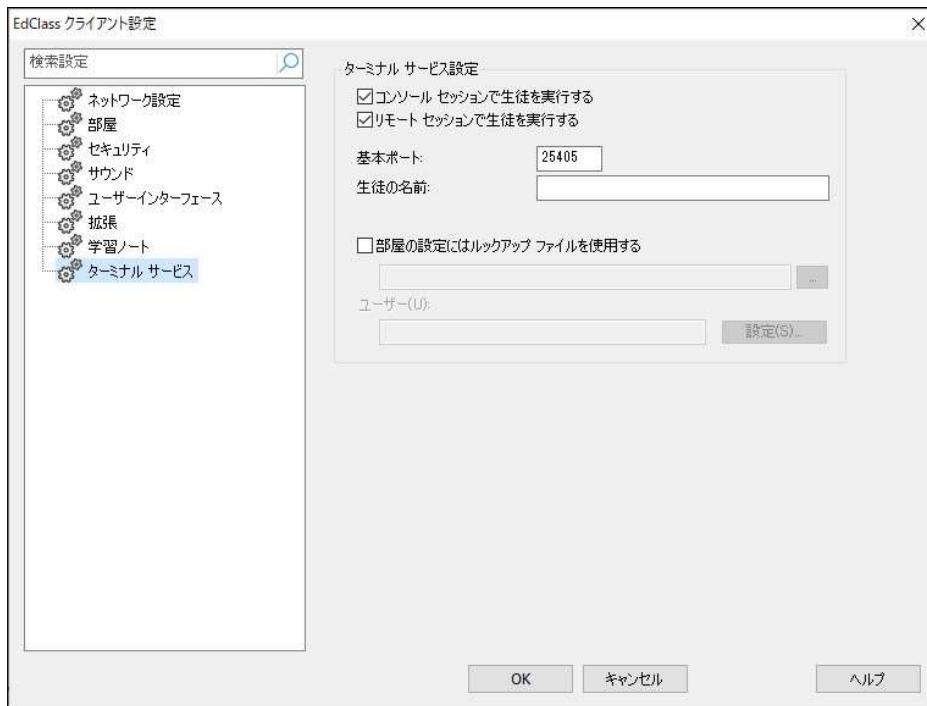 EdClass クライアント設定
検索設定
ネットワーク設定
部屋
セキュリティ
サウンド
ユーザーインターフェース
拡張
学習ノート
ターミナル サービス
ターミナル サービス設定
コンソール セッションで生徒を実行する
リモート セッションで生徒を実行する
基本ポート: 25405
生徒の名前:
部屋の設定にはルックアップ ファイルを使用する
...
ユーザー(U):
設定(S)...
OK キャンセル ヘルプ